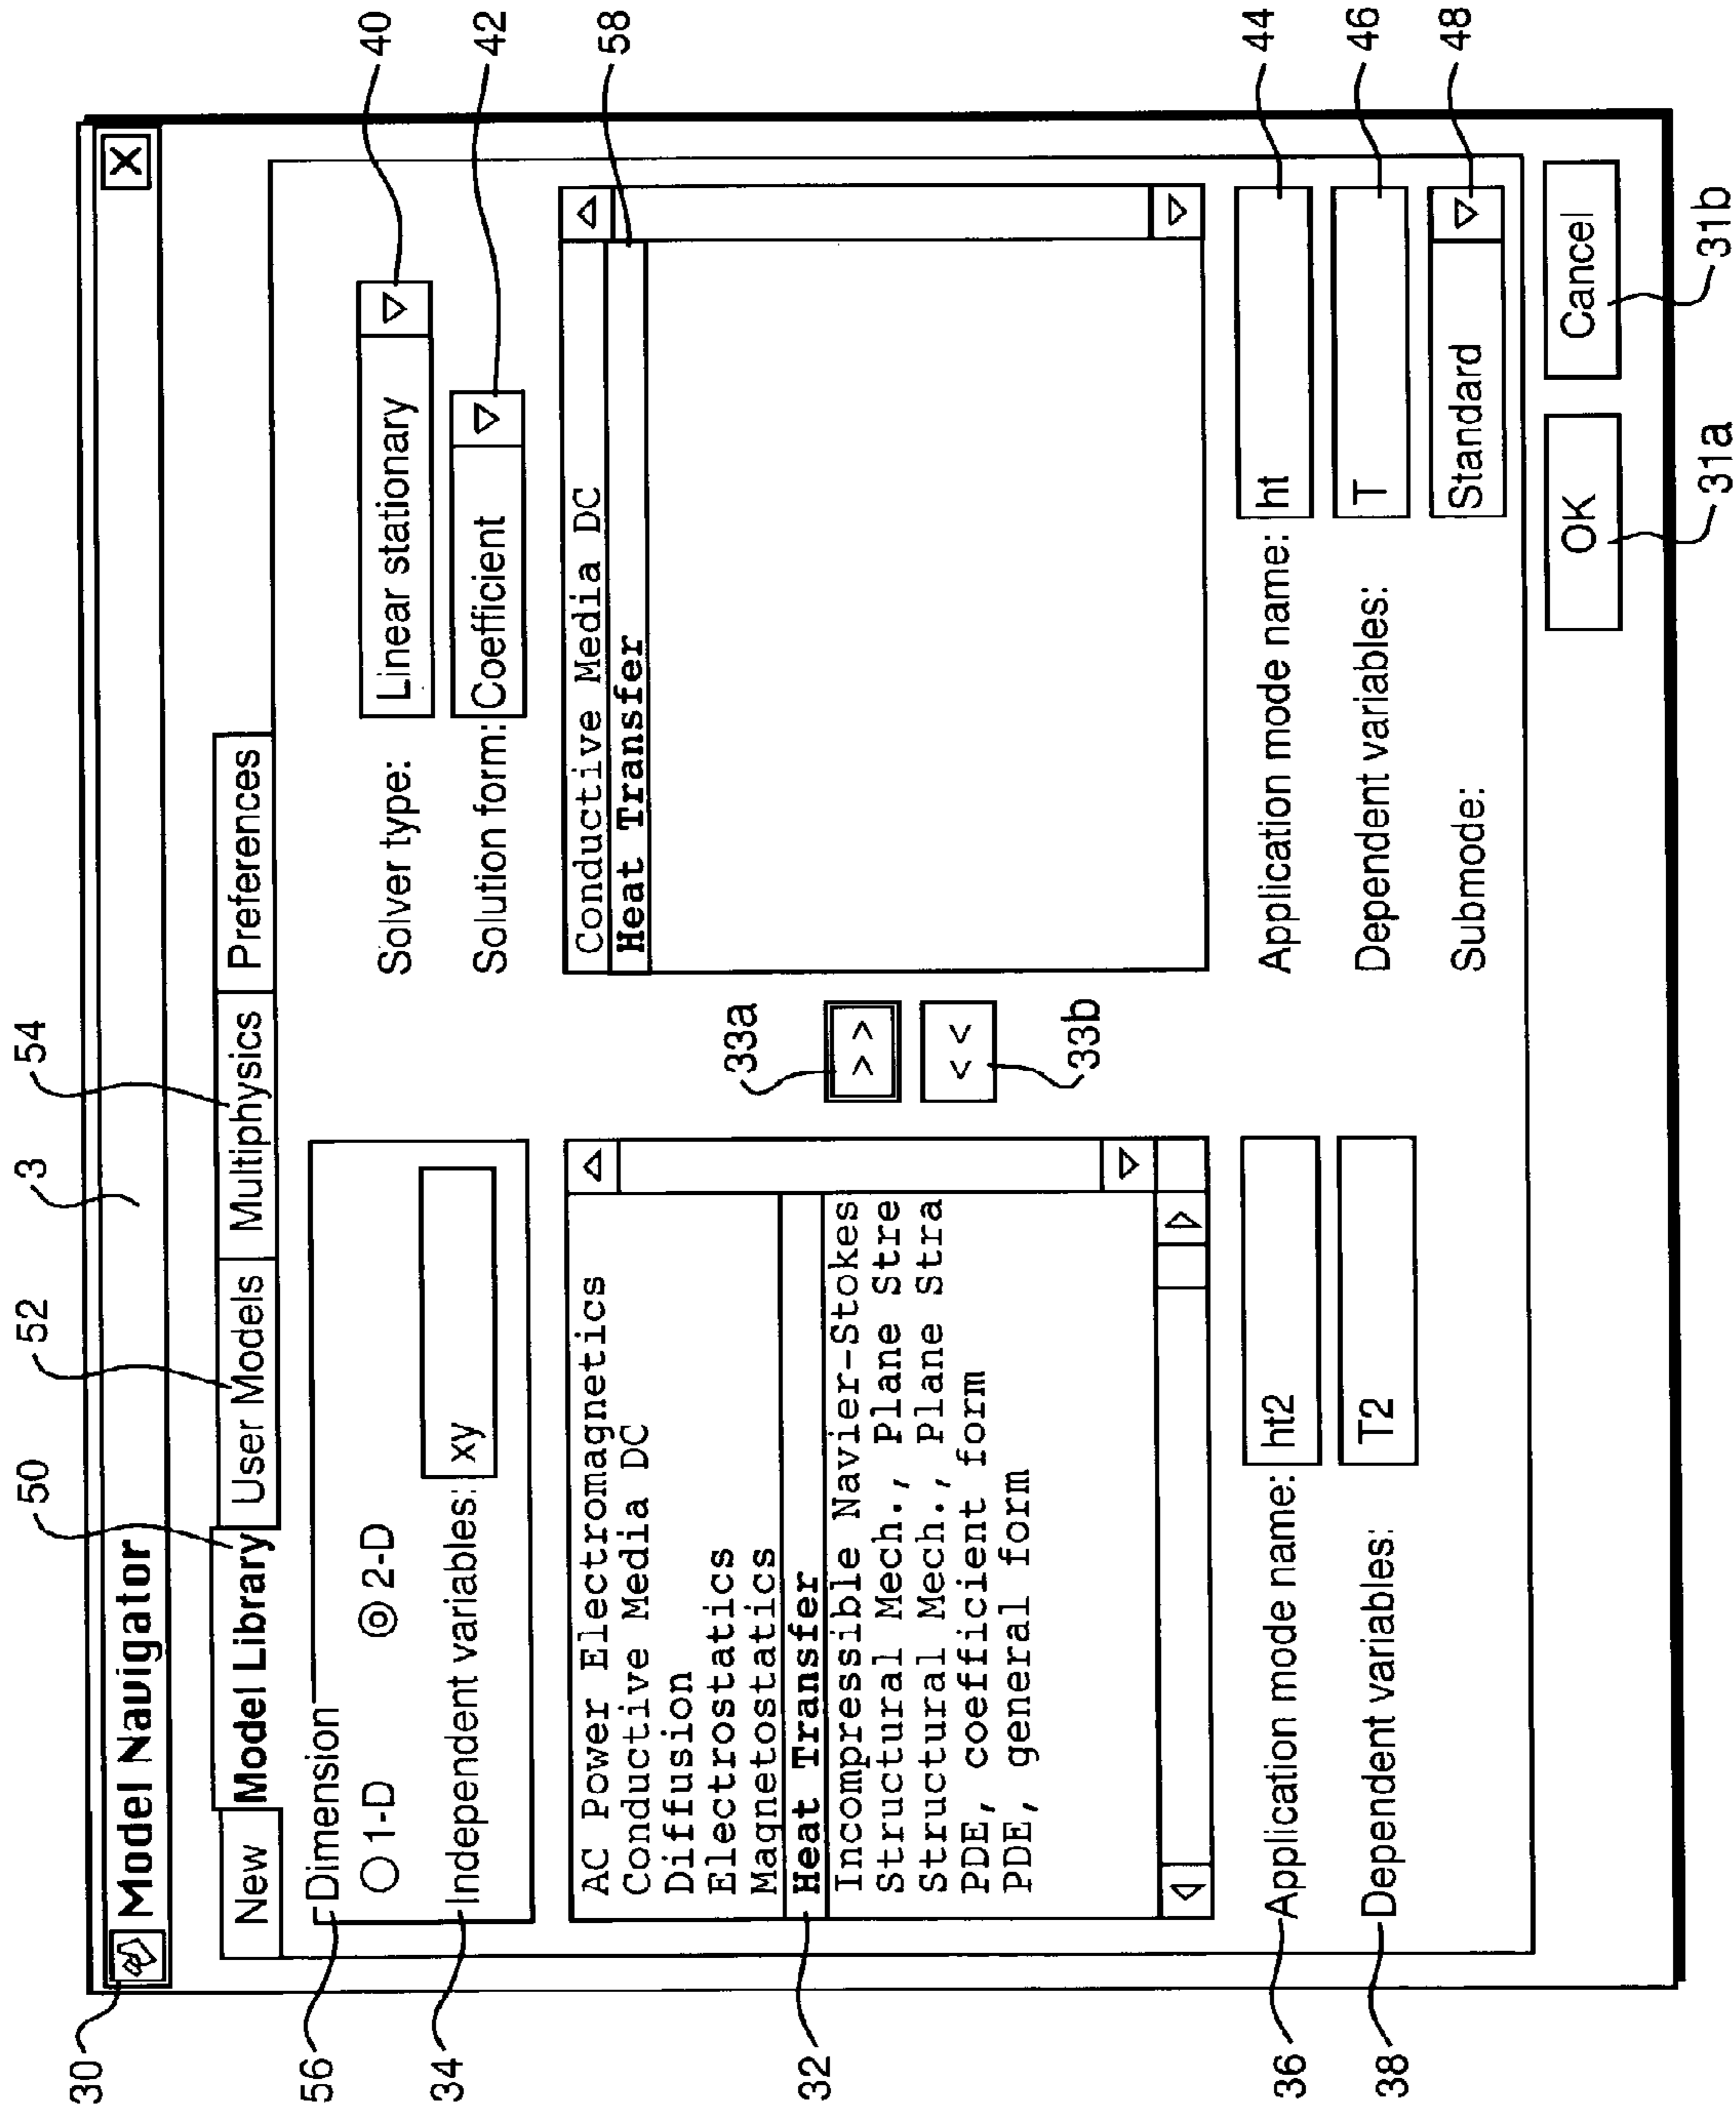 30
3
50
52
54
Model Navigator
X
New
Model Library
User Models
Multiphysics
Preferences
56
Dimension
1-D
2-D
34
Independent variables:
xy
Solver type:
Linear stationary
40
Solution form:
Coefficient
42
AC Power Electromagnetics
Conductive Media DC
Diffusion
Electrostatics
Magnetostatics
32
Heat Transfer
Incompressible Navier-Stokes
Structural Mech., Plane Stre
Structural Mech., Plane Stra
PDE, coefficient form
PDE, general form
33a
>>
<<
33b
Conductive Media DC
Heat Transfer
58
36
Application mode name:
ht2
38
Dependent variables:
T2
Application mode name:
ht
44
Dependent variables:
T
46
Submode:
Standard
48
OK
Cancel
31a
31b